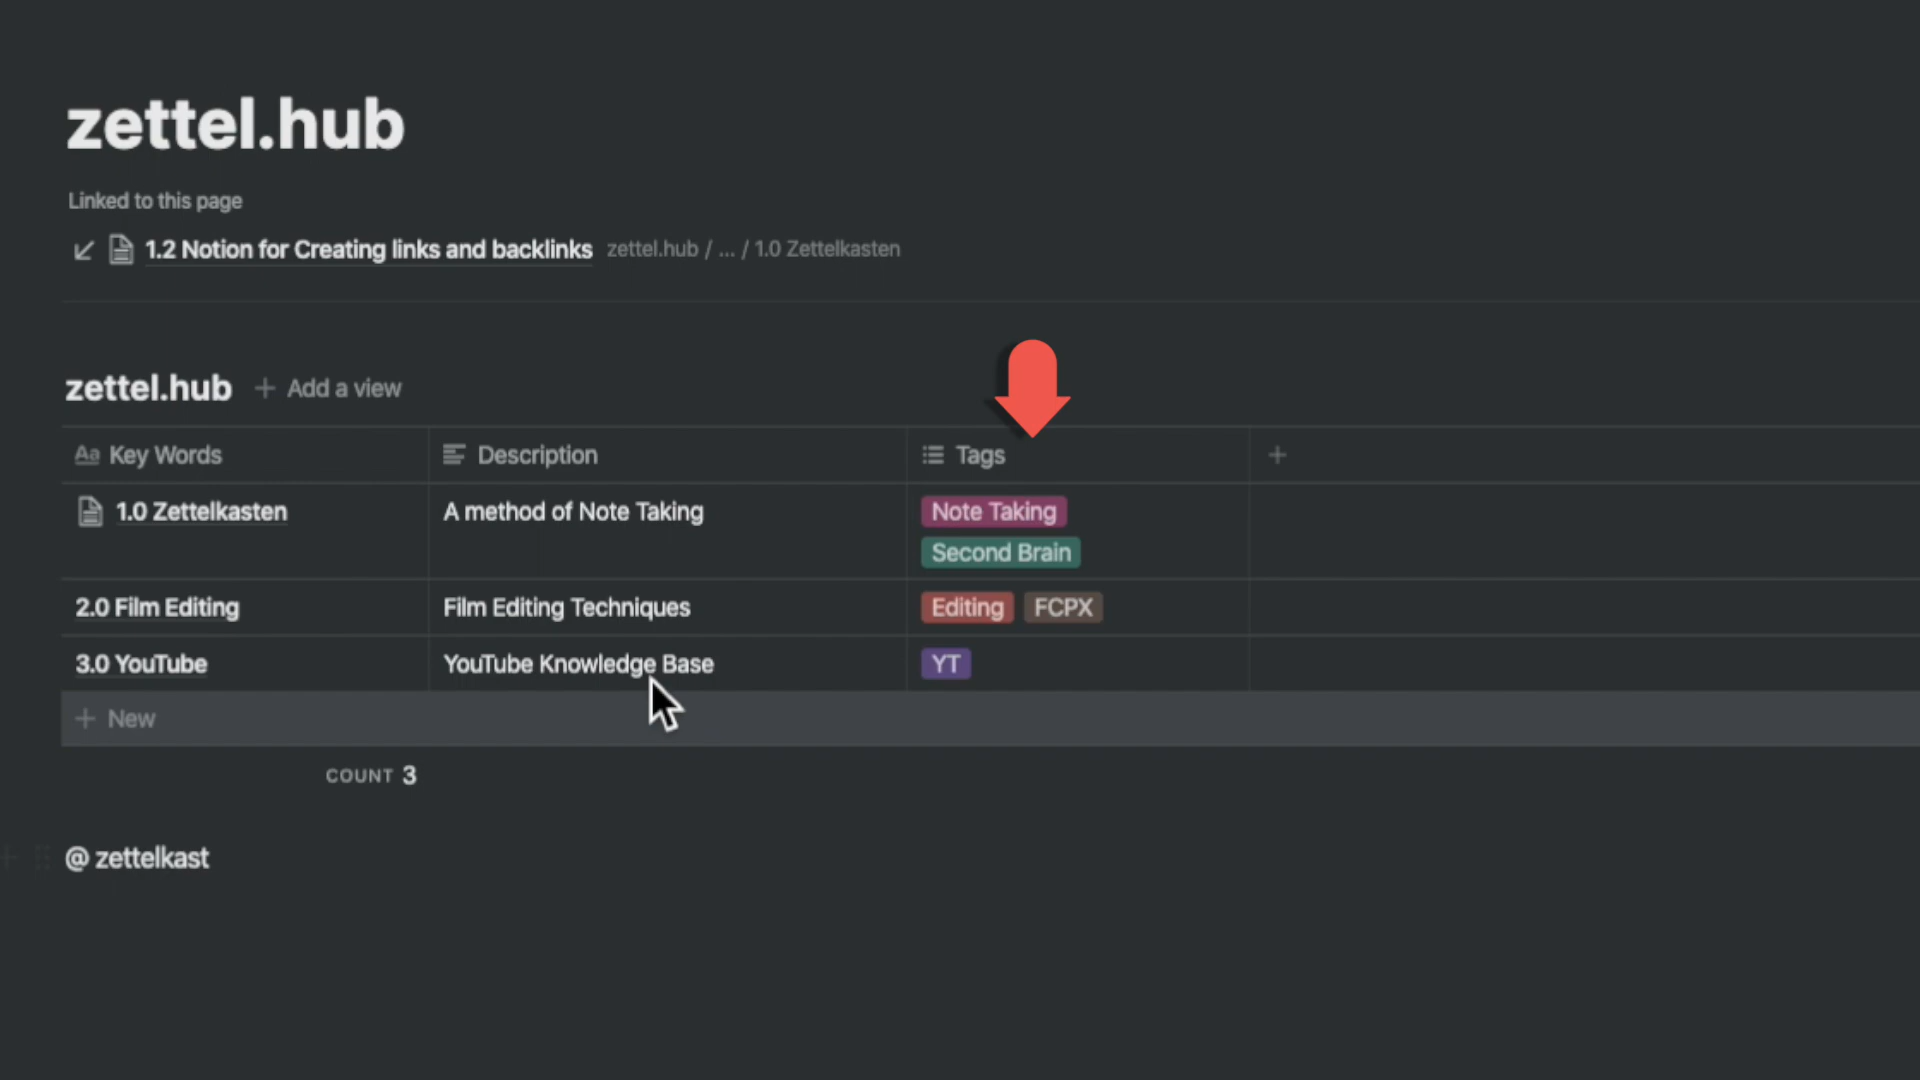 zettel.hub
Linked to this page
1.2 Notion for Creating links and backlinks zettel.hub / ... / 1.0 Zettelkasten
zettel.hub + Add a view
Aa Key Words Description Tags +
1.0 Zettelkasten A method of Note Taking Note Taking
Second Brain
2.0 Film Editing Film Editing Techniques Editing FCPX
3.0 YouTube YouTube Knowledge Base YT
+ New
COUNT 3
@ zettelkast